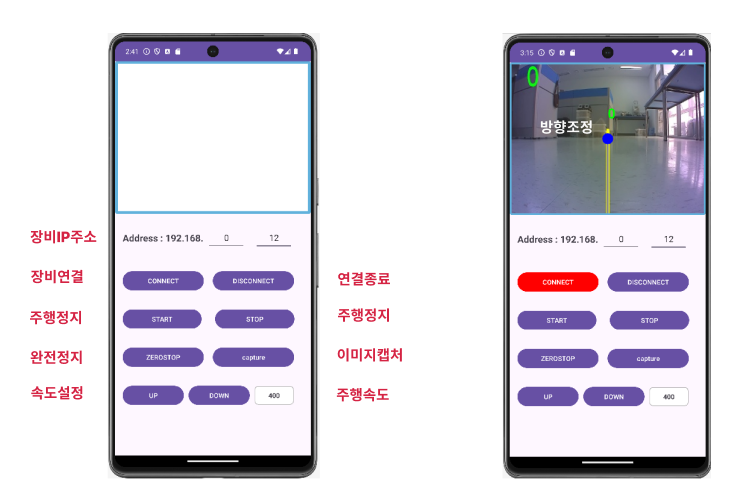 2:41
3:15
0
0
방향조정
장비IP주소
Address : 192.168. 0 12
Address : 192.168. 0 12
장비연결
CONNECT DISCONNECT
연결종료
CONNECT DISCONNECT
주행정지
START STOP
주행정지
START STOP
완전정지
ZEROSTOP capture
이미지캡처
ZEROSTOP capture
속도설정
UP DOWN 400
주행속도
UP DOWN 400